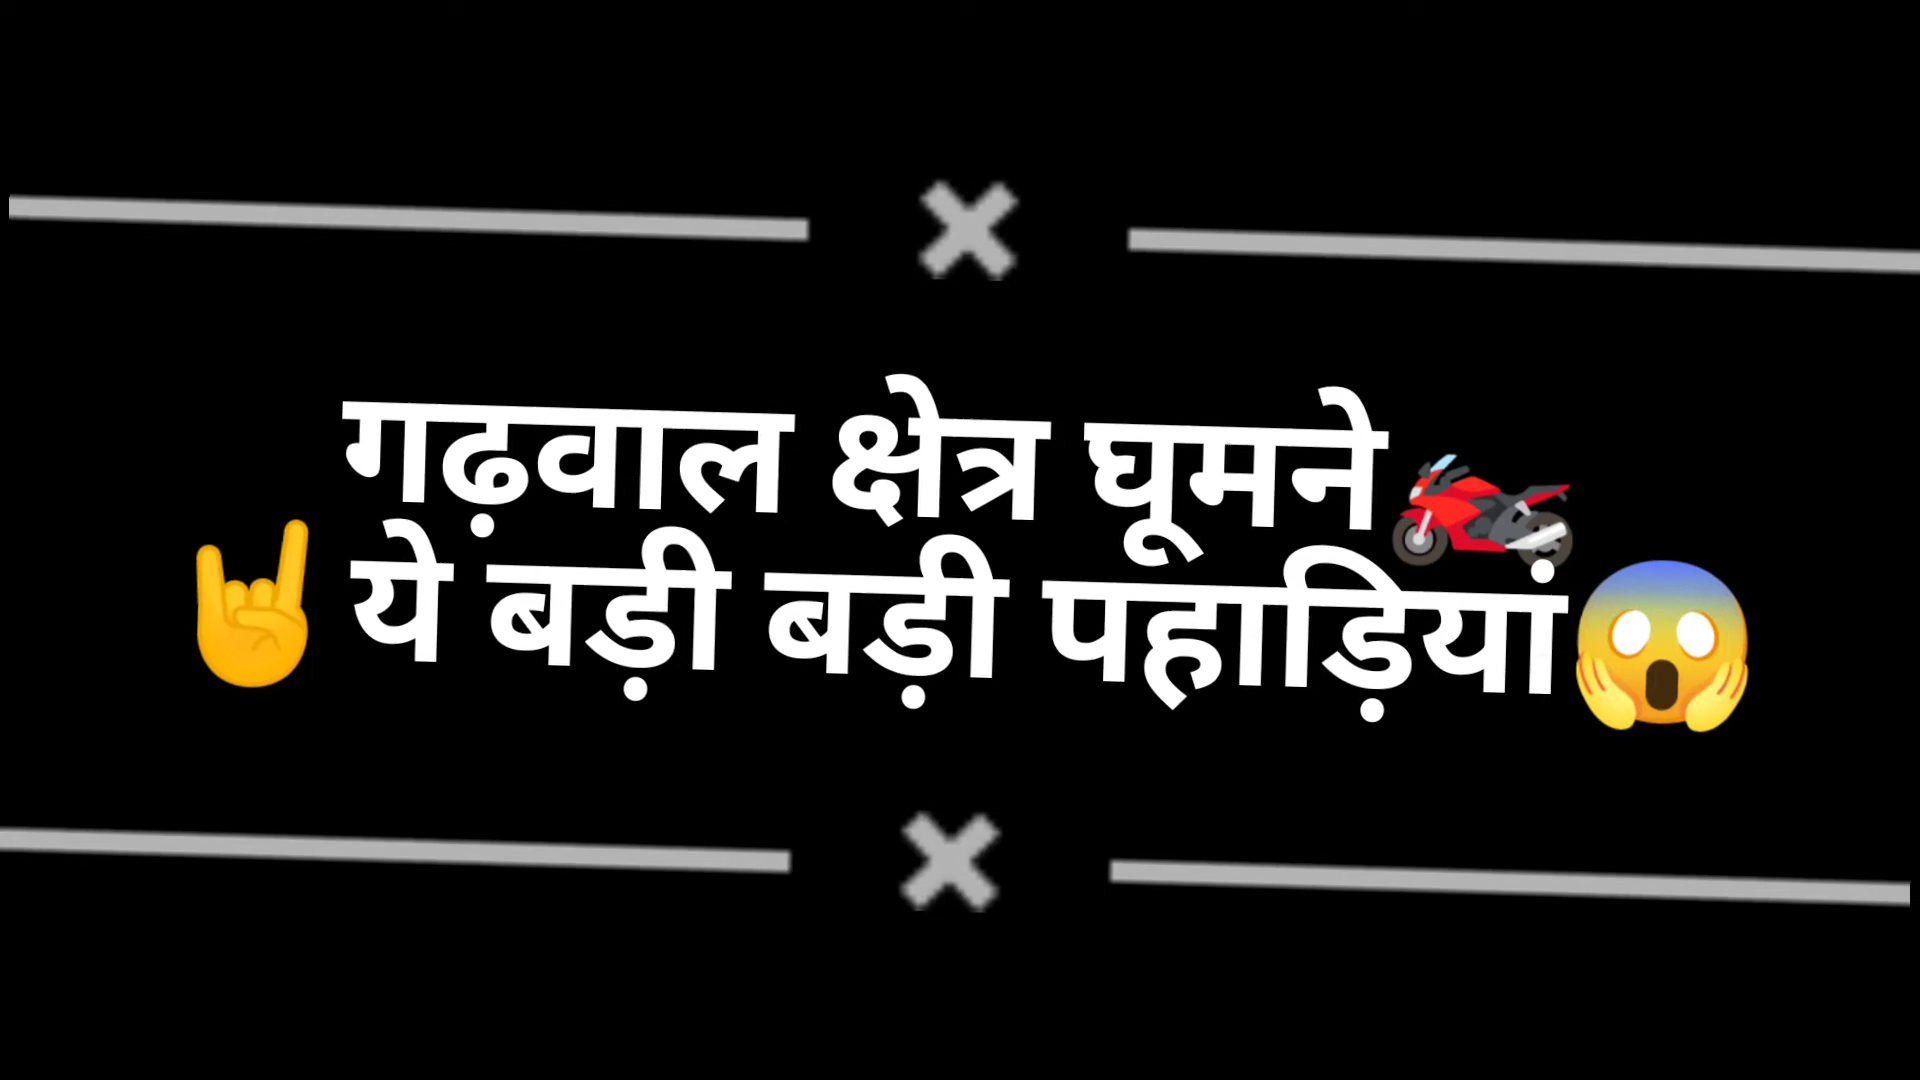 गढ़वाल क्षेत्र घूमने🏍️
🤘 ये बड़ी बड़ी पहाड़ियां😱